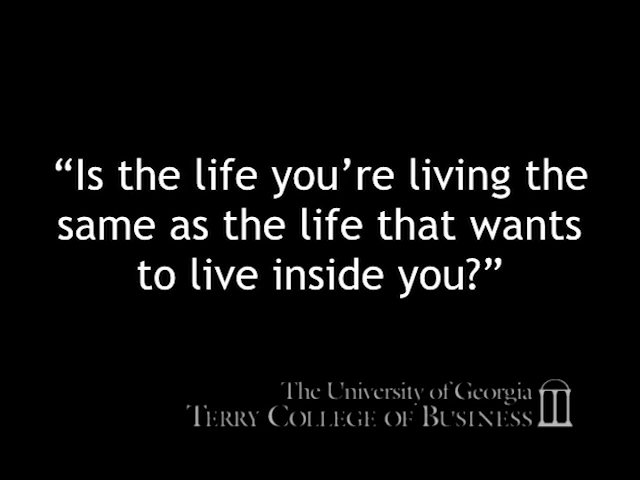 “Is the life you’re living the
same as the life that wants
to live inside you?”
The University of Georgia
TERRY COLLEGE OF BUSINESS